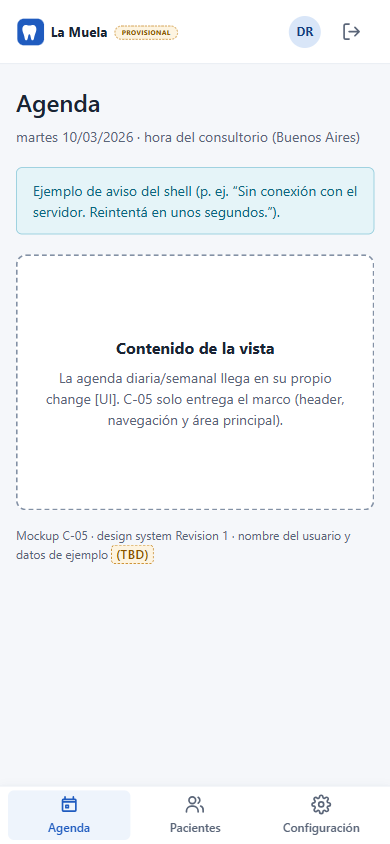 La Muela PROVISIONAL DR
Agenda
martes 10/03/2026 · hora del consultorio (Buenos Aires)
Ejemplo de aviso del shell (p. ej. “Sin conexión con el
servidor. Reintentá en unos segundos.”).
Contenido de la vista
La agenda diaria/semanal llega en su propio
change [UI]. C-05 solo entrega el marco (header,
navegación y área principal).
Mockup C-05 · design system Revision 1 · nombre del usuario y
datos de ejemplo (TBD)
Agenda Pacientes Configuración